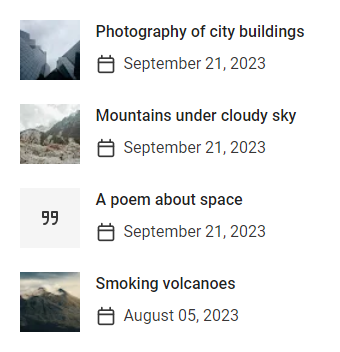 Photography of city buildings
September 21, 2023
Mountains under cloudy sky
September 21, 2023
A poem about space
September 21, 2023
Smoking volcanoes
August 05, 2023